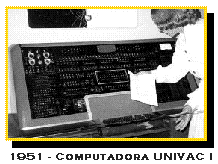 1951 - COMPUTADORA UNIVAC I